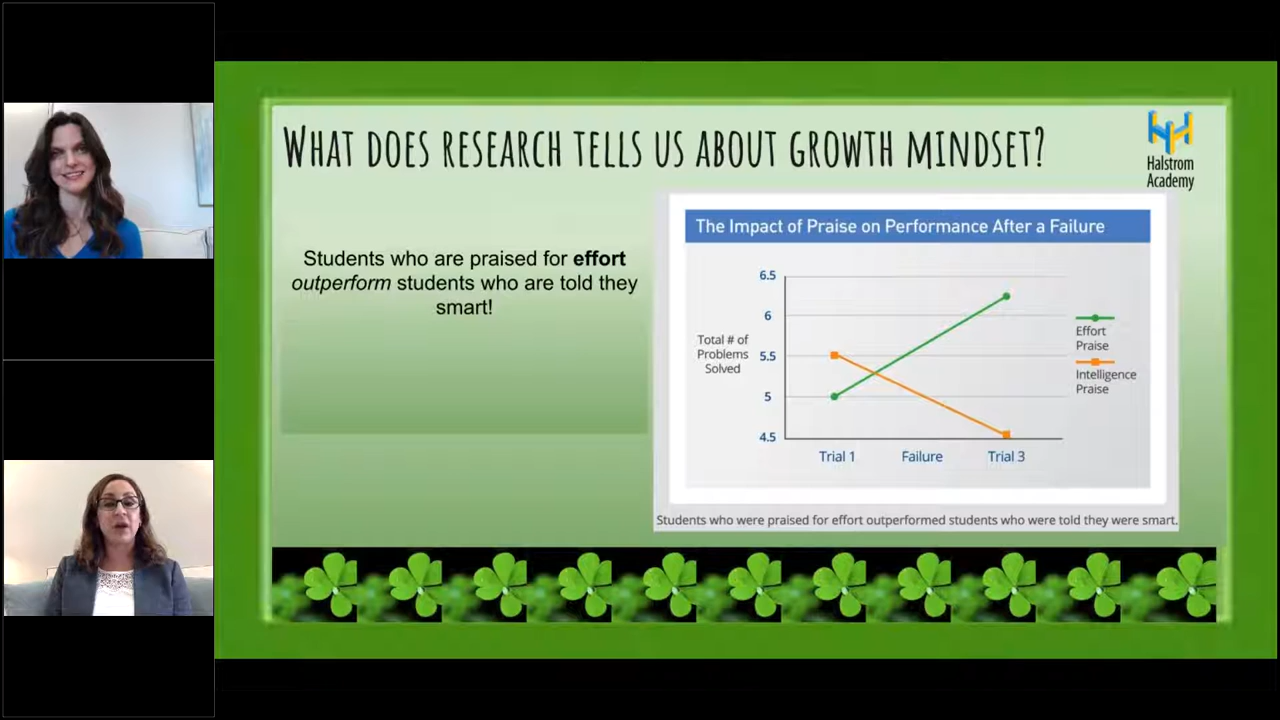 WHAT DOES RESEARCH TELLS US ABOUT GROWTH MINDSET?
Halstrom
Academy
Students who are praised for effort
outperform students who are told they
smart!
The Impact of Praise on Performance After a Failure
Total # of
Problems
Solved
6.5
6
5.5
5
4.5
Trial 1
Failure
Trial 3
Effort
Praise
Intelligence
Praise
Students who were praised for effort outperformed students who were told they were smart.